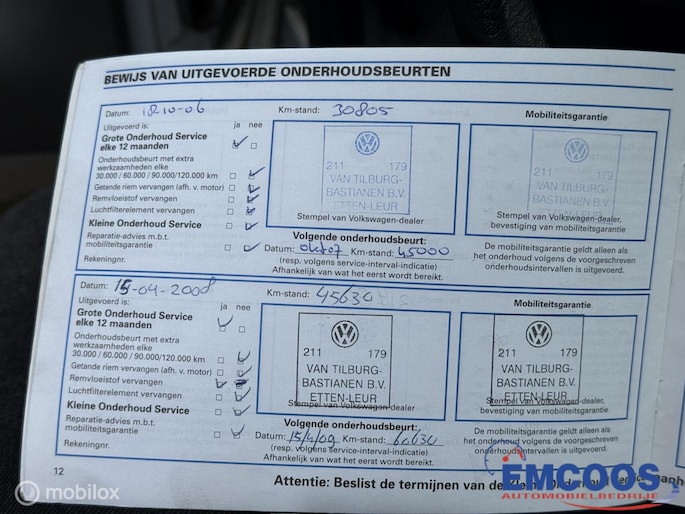 BEWIJS VAN UITGEVOERDE ONDERHOUDSBEURTEN
Datum: 18-10-06 Km-stand: 30805 Mobiliteitsgarantie
Uitgevoerd is: ja nee
Grote Onderhoud Service
elke 12 maanden
Onderhoudsbeurt met extra
werkzaamheden elke
30.000 / 60.000 / 90.000/120.000 km
Getande riem vervangen (afh. v. motor)
Remvloeistof vervangen
Luchtfilterelement vervangen
Kleine Onderhoud Service
Reparatie-advies m.b.t.
mobiliteitsgarantie
Rekeningnr.
211 179
VAN TILBURG-
BASTIANEN B.V.
ETTEN-LEUR
Stempel van Volkswagen-dealer
211 179
VAN TILBURG-
BASTIANEN B.V.
ETTEN-LEUR
Stempel van Volkswagen-dealer,
bevestiging van mobiliteitsgarantie
Volgende onderhoudsbeurt:
Datum: okt 07 Km-stand: 45000
(resp. volgens service-interval-indicatie)
Afhankelijk van wat het eerst wordt bereikt.
De mobiliteitsgarantie geldt alleen als
het onderhoud volgens de voorgeschreven
onderhoudsintervallen is uitgevoerd.
Datum: 15-04-2008 Km-stand: 45630 Mobiliteitsgarantie
Uitgevoerd is: ja nee
Grote Onderhoud Service
elke 12 maanden
Onderhoudsbeurt met extra
werkzaamheden elke
30.000 / 60.000 / 90.000/120.000 km
Getande riem vervangen (afh. v. motor)
Remvloeistof vervangen
Luchtfilterelement vervangen
Kleine Onderhoud Service
Reparatie-advies m.b.t.
mobiliteitsgarantie
Rekeningnr.
211 179
VAN TILBURG-
BASTIANEN B.V.
ETTEN-LEUR
Stempel van Volkswagen-dealer
211 179
VAN TILBURG-
BASTIANEN B.V.
ETTEN-LEUR
Stempel van Volkswagen-dealer,
bevestiging van mobiliteitsgarantie
Volgende onderhoudsbeurt:
Datum: 15/4/09 Km-stand: 60630
(resp. volgens service-interval-indicatie)
Afhankelijk van wat het eerst wordt bereikt.
De mobiliteitsgarantie geldt alleen als
het onderhoud volgens de voorgeschreven
onderhoudsintervallen is uitgevoerd.
12
Attentie: Beslist de termijnen van de Kleine Onderhoud
EMCOOS
AUTOMOBIELBEDRIJF
mobilox